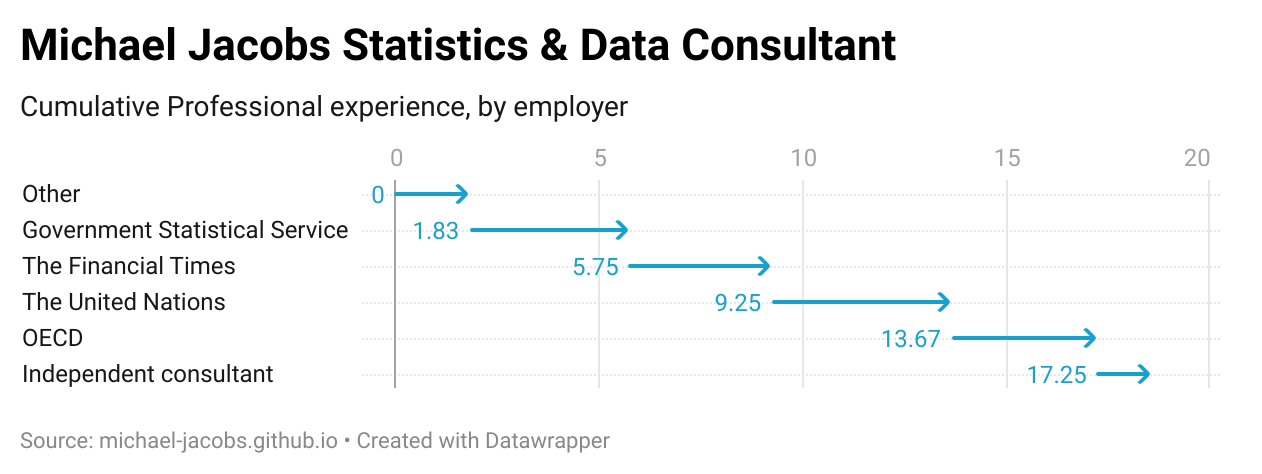 Michael Jacobs Statistics & Data Consultant
Cumulative Professional experience, by employer
0 5 10 15 20
Other 0
Government Statistical Service 1.83
The Financial Times 5.75
The United Nations 9.25
OECD 13.67
Independent consultant 17.25
Source: michael-jacobs.github.io • Created with Datawrapper